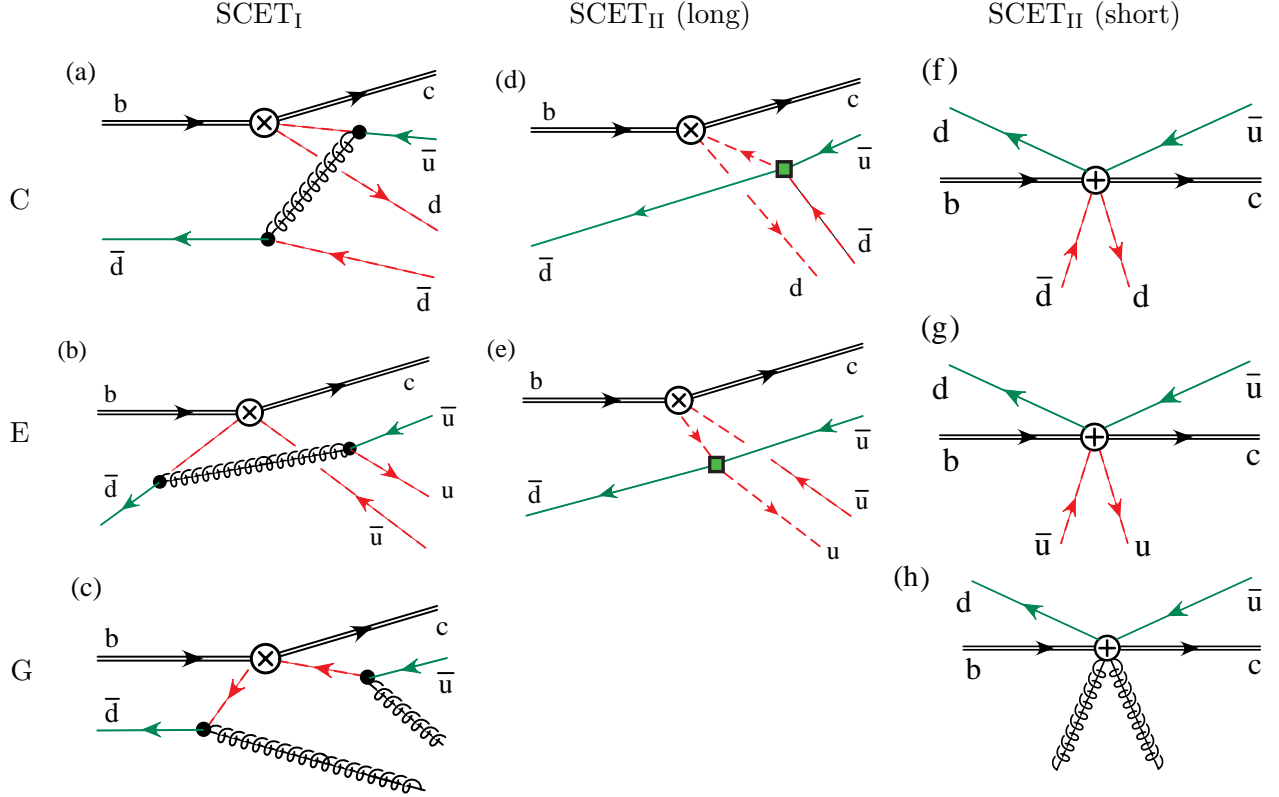 SCET_I SCET_II (long) SCET_II (short)
(a) b c ū d d̄ d̄
(d) b c ū d̄ d̄ d
(f) d ū b c d̄ d
C
(b) b c ū d̄ u ū
(e) b c ū d̄ ū u
(g) d ū b c ū u
E
(c) b c ū d̄
(h) d ū b c
G